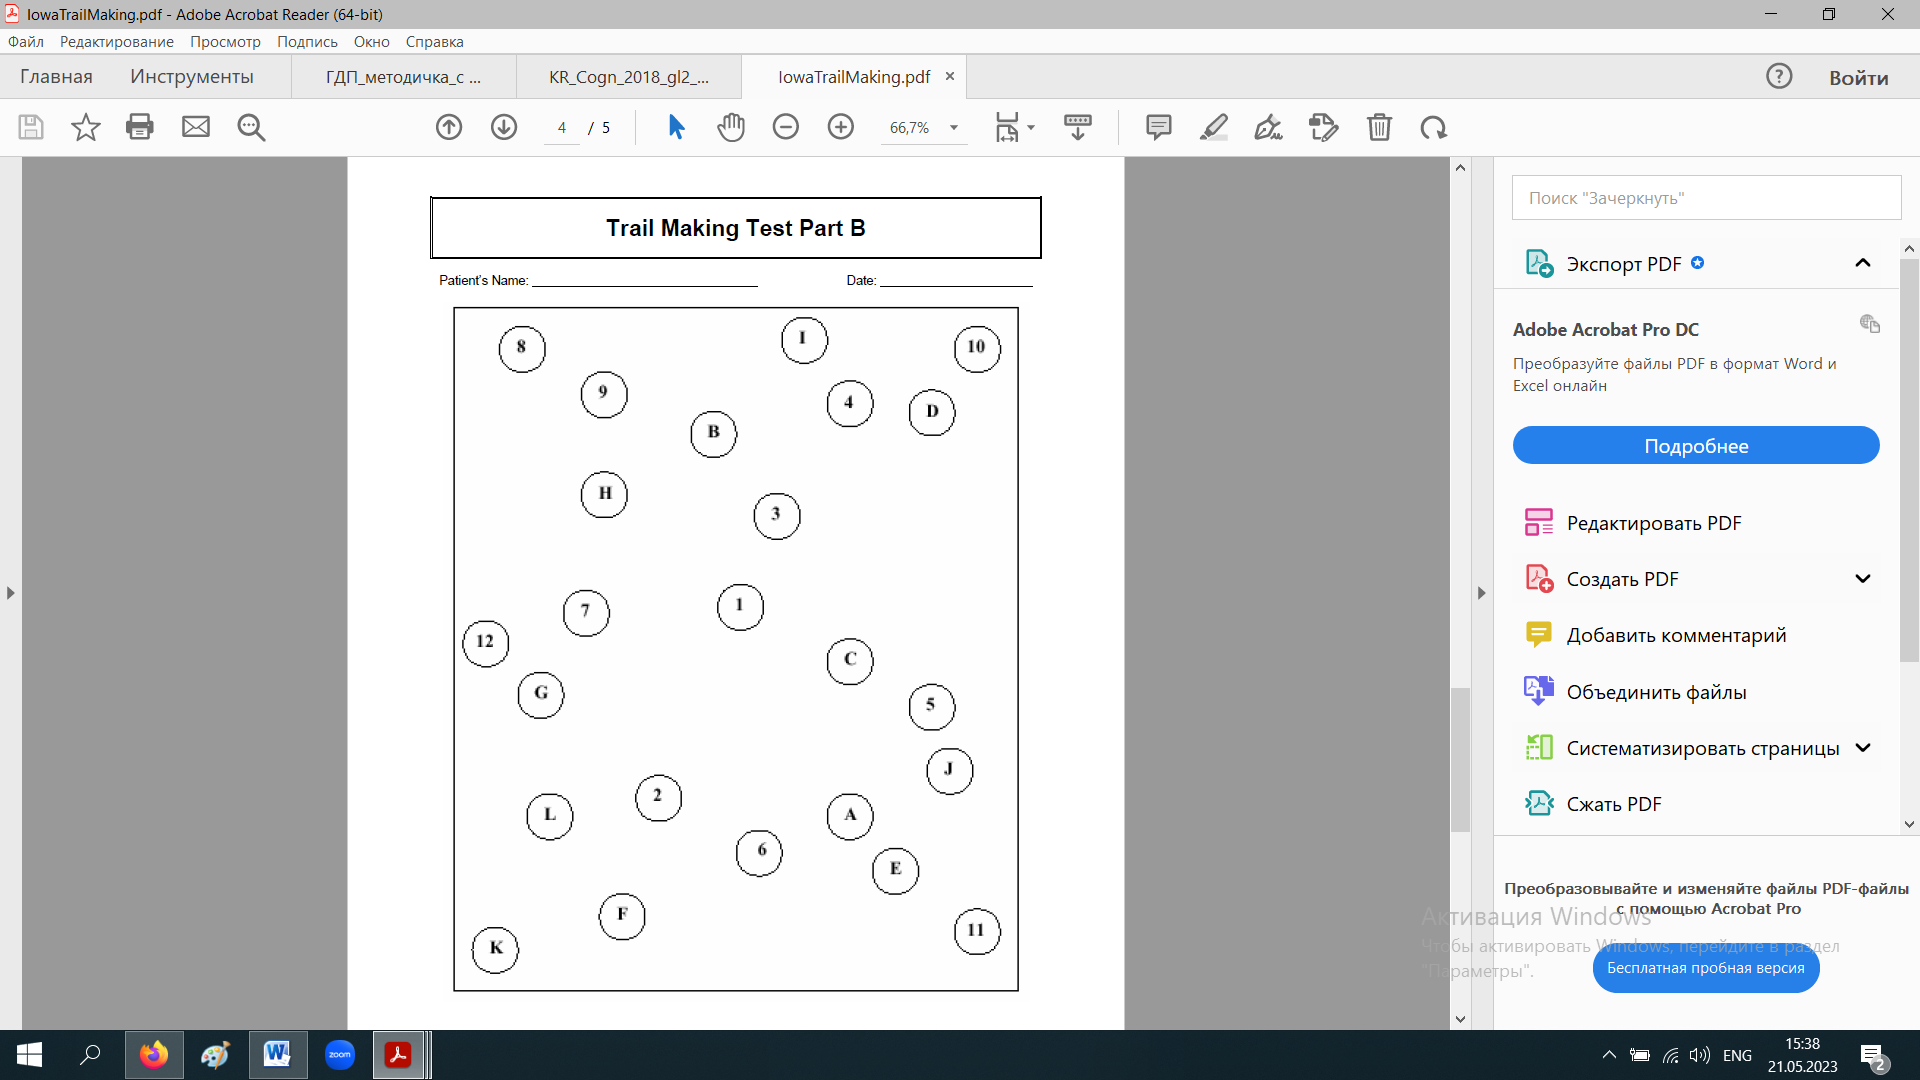 IowaTrailMaking.pdf - Adobe Acrobat Reader (64-bit)
Файл Редактирование Просмотр Подпись Окно Справка
Главная Инструменты ГДП_методичка_с ... KR_Cogn_2018_gl2_... IowaTrailMaking.pdf Войти
4 / 5 66,7%
Trail Making Test Part B
Patient's Name: Date:
8
I
10
9
4
D
B
H
3
7
1
12
C
G
5
J
2
L
A
6
E
F
11
K
Поиск "Зачеркнуть"
Экспорт PDF
Adobe Acrobat Pro DC
Преобразуйте файлы PDF в формат Word и
Excel онлайн
Подробнее
Редактировать PDF
Создать PDF
Добавить комментарий
Объединить файлы
Систематизировать страницы
Сжать PDF
Преобразовывайте и изменяйте файлы PDF-файлы
с помощью Acrobat Pro
Бесплатная пробная версия
Активация Windows
Чтобы активировать Windows, перейдите в раздел
"Параметры".
zoom
ENG
15:38
21.05.2023
2